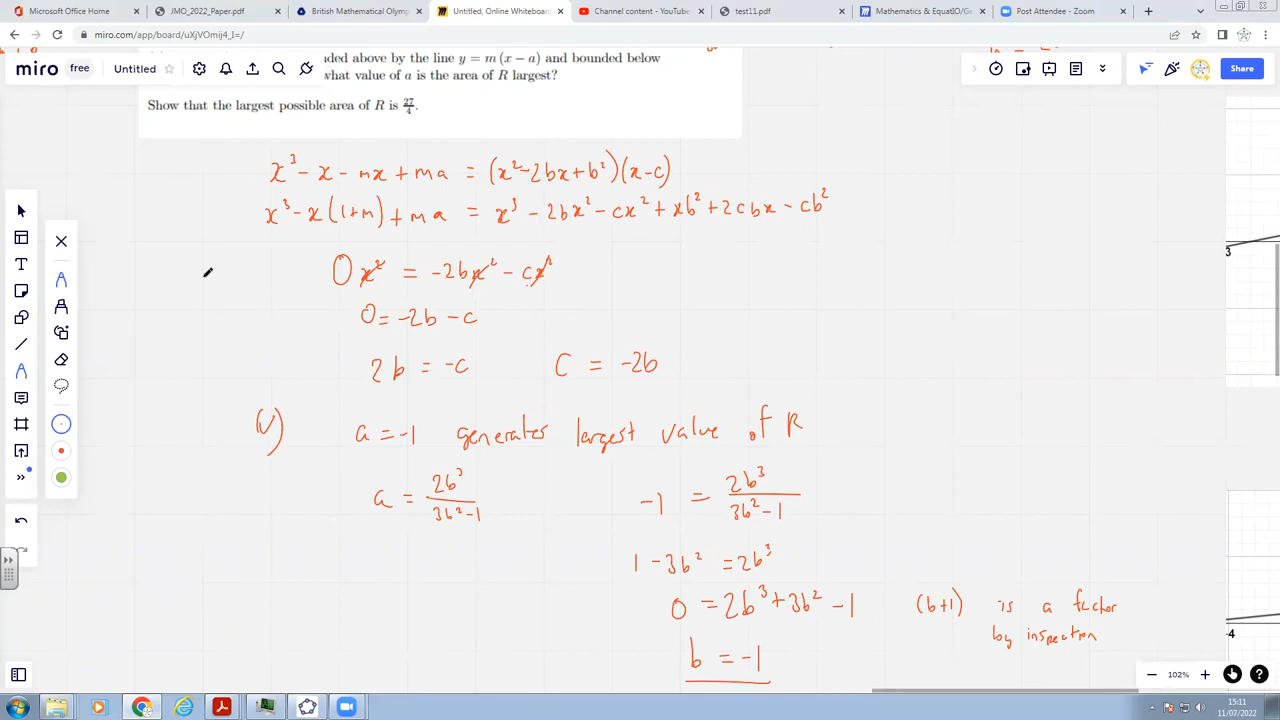 Microsoft Office Home
JMO_2022_Paper.pdf
British Mathematical Olymp
Untitled, Online Whiteboard
Channel content - YouTube
test11.pdf
Mathematics & EquatIO/G
Post Attendee - Zoom
miro.com/app/board/uXjVOmij4_I=/
miro free Untitled
Share
ded above by the line y = m (x − a) and bounded below
what value of a is the area of R largest?
Show that the largest possible area of R is 27/4.
x³ − x − mx + ma = (x² − 2bx + b²)(x − c)
x³ − x(1+m) + ma = x³ − 2bx² − cx² + xb² + 2cbx − cb²
0x² = −2bx² − cx²
0 = −2b − c
2b = −c C = −2b
(v) a = −1 generates largest value of R
a = 2b³/3b²−1 −1 = 2b³/3b²−1
1 − 3b² = 2b³
0 = 2b³ + 3b² − 1 (b+1) is a factor
by inspection
b = −1
3
-4
102%
15:11
11/07/2022